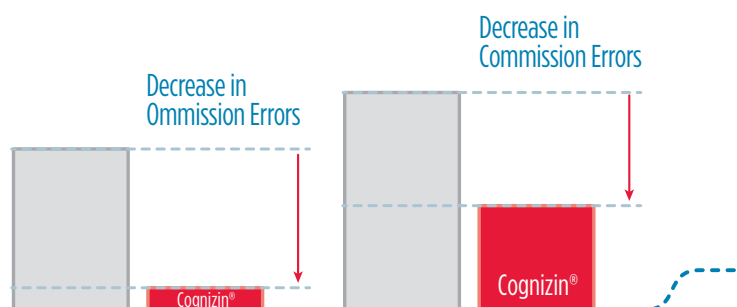 Decrease in
Commission Errors
Decrease in
Ommission Errors
Cognizin®
Cognizin®